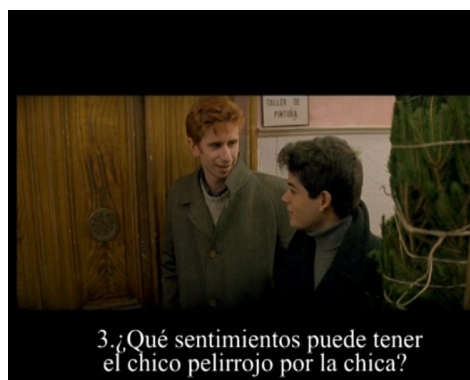 TALLER DE
PINTURA
3.¿Qué sentimientos puede tener
el chico pelirrojo por la chica?